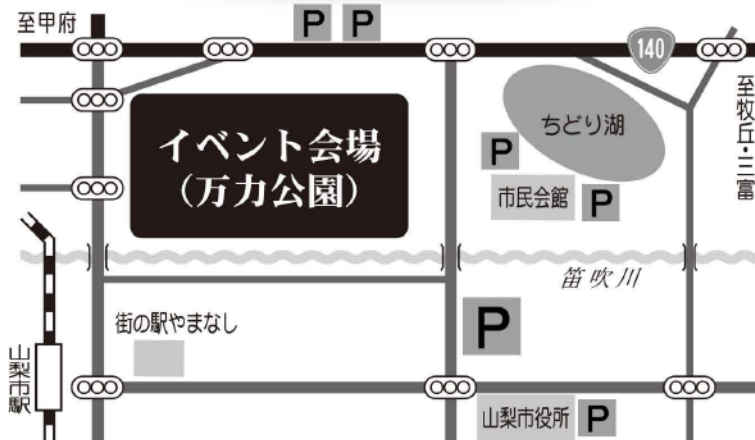 至甲府
P P
140
至牧丘・三富
イベント会場
(万力公園)
ちどり湖
P
市民会館 P
笛吹川
街の駅やまなし
P
山梨市駅
山梨市役所 P